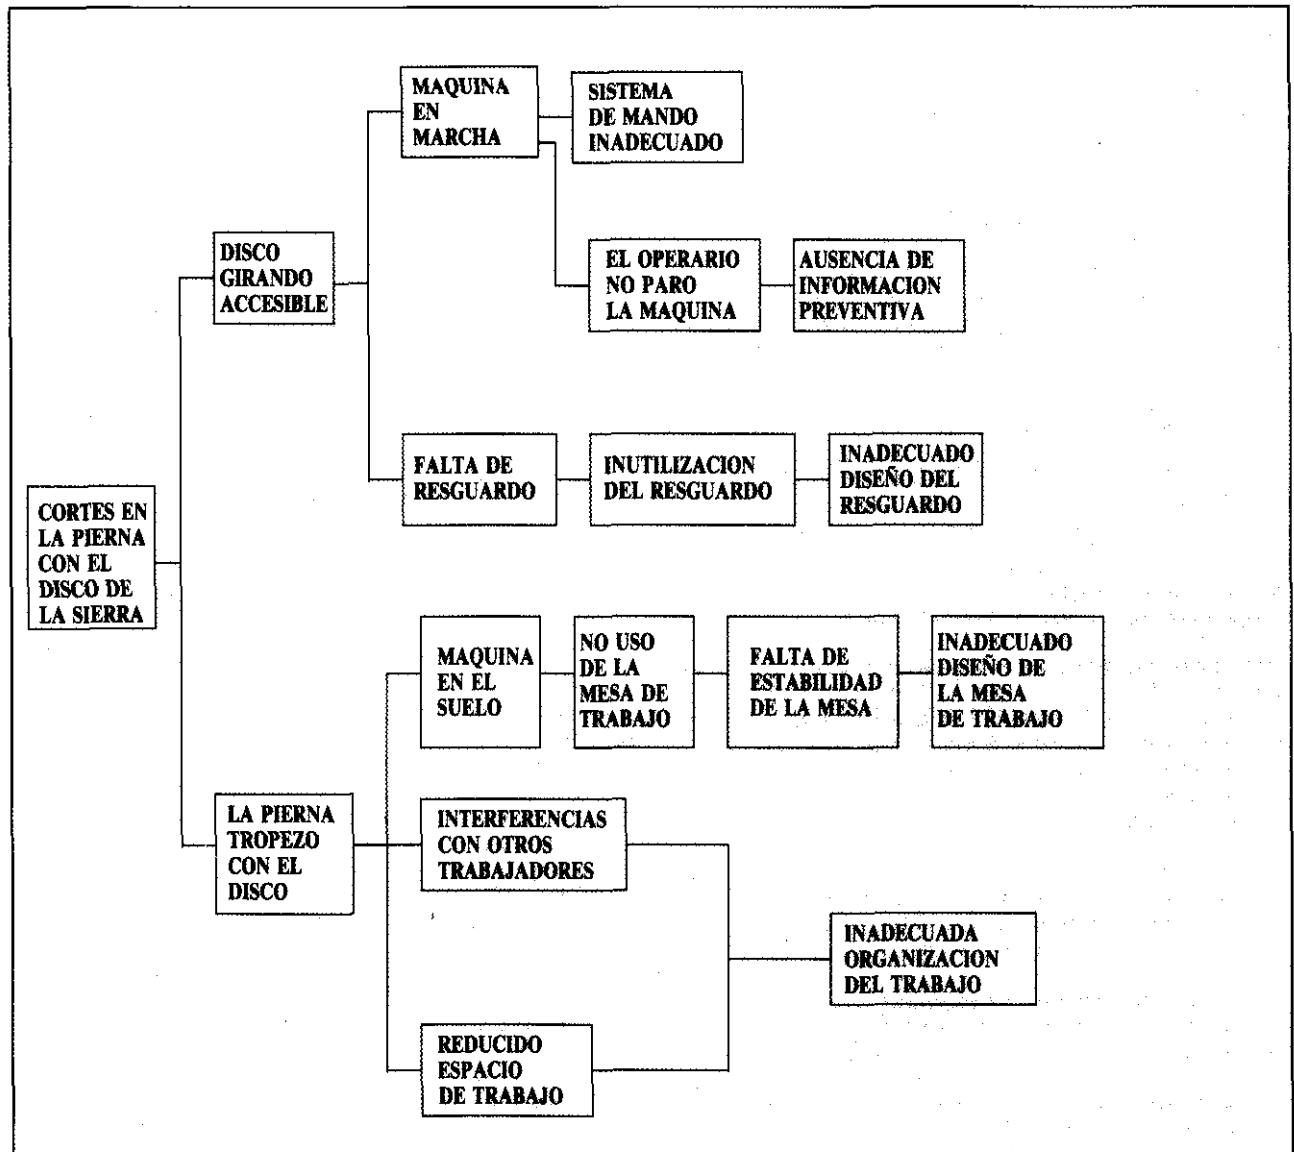 MAQUINA
EN
MARCHA
SISTEMA
DE MANDO
INADECUADO
DISCO
GIRANDO
ACCESIBLE
EL OPERARIO
NO PARO
LA MAQUINA
AUSENCIA DE
INFORMACION
PREVENTIVA
FALTA DE
RESGUARDO
INUTILIZACION
DEL RESGUARDO
INADECUADO
DISEÑO DEL
RESGUARDO
CORTES EN
LA PIERNA
CON EL
DISCO DE
LA SIERRA
MAQUINA
EN EL
SUELO
NO USO
DE LA
MESA DE
TRABAJO
FALTA DE
ESTABILIDAD
DE LA MESA
INADECUADO
DISEÑO DE
LA MESA
DE TRABAJO
LA PIERNA
TROPEZO
CON EL
DISCO
INTERFERENCIAS
CON OTROS
TRABAJADORES
INADECUADA
ORGANIZACION
DEL TRABAJO
REDUCIDO
ESPACIO
DE TRABAJO